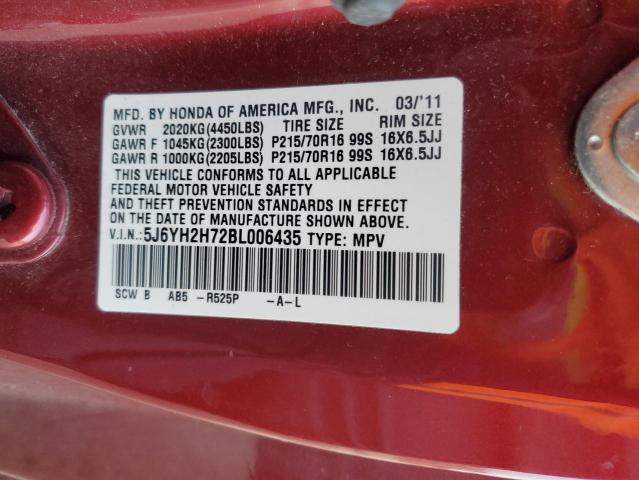 MFD. BY HONDA OF AMERICA MFG., INC. 03/'11
GVWR 2020KG(4450LBS) TIRE SIZE RIM SIZE
GAWR F 1045KG(2300LBS) P215/70R16 99S 16X6.5JJ
GAWR R 1000KG(2205LBS) P215/70R16 99S 16X6.5JJ
THIS VEHICLE CONFORMS TO ALL APPLICABLE
FEDERAL MOTOR VEHICLE SAFETY
AND THEFT PREVENTION STANDARDS IN EFFECT
ON THE DATE OF MANUFACTURE SHOWN ABOVE.
V.I.N.: 5J6YH2H72BL006435 TYPE: MPV
SCW B AB5 -R525P -A-L